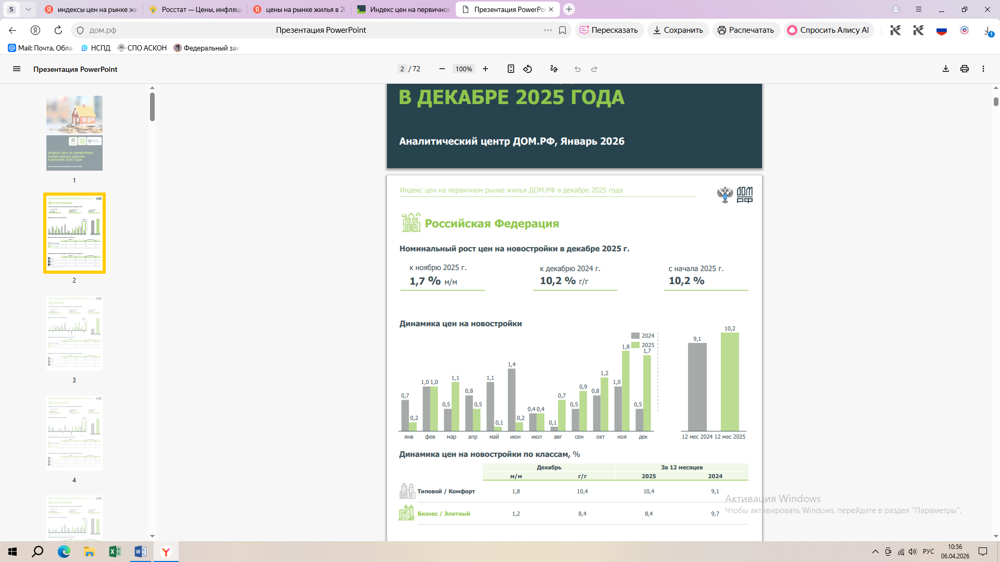 5
индексы цен на рынке жи
Росстат — Цены, инфляц
цены на рынке жилья в 20
Индекс цен на первично
Презентация PowerPo
дом.рф
Презентация PowerPoint
Пересказать
Сохранить
Распечатать
Спросить Алису AI
1
Mail: Почта, Обла
НСПД
СПО АСКОН
Федеральный зак
Презентация PowerPoint
2 / 72
100%
В ДЕКАБРЕ 2025 ГОДА
Аналитический центр ДОМ.РФ, Январь 2026
ИНДЕКС ЦЕН НА ПЕРВИЧНОМ
РЫНКЕ ЖИЛЬЯ ДОМ.РФ
В ДЕКАБРЕ 2025 ГОДА
1
2
3
4
Индекс цен на первичном рынке жилья ДОМ.РФ в декабре 2025 года
ДОМ
РФ
Российская Федерация
Номинальный рост цен на новостройки в декабре 2025 г.
к ноябрю 2025 г.
1,7 % м/м
к декабрю 2024 г.
10,2 % г/г
с начала 2025 г.
10,2 %
Динамика цен на новостройки
2024
2025
0,7 0,2
1,0 1,0
0,5 1,1
0,8 0,5
1,1 0,1
1,4 0,2
0,4 0,4
0,1 0,7
0,5 0,9
0,8 1,2
1,0 1,8
0,5 1,7
9,1 10,2
янв фев мар апр май июн июл авг сен окт ноя дек
12 мес 2024 12 мес 2025
Динамика цен на новостройки по классам, %
Декабрь За 12 месяцев
м/м г/г 2025 2024
Типовой / Комфорт 1,8 10,4 10,4 9,1
Бизнес / Элитный 1,2 8,4 8,4 9,7
Активация Windows
Чтобы активировать Windows, перейдите в раздел "Параметры".
РУС
10:56
06.04.2026